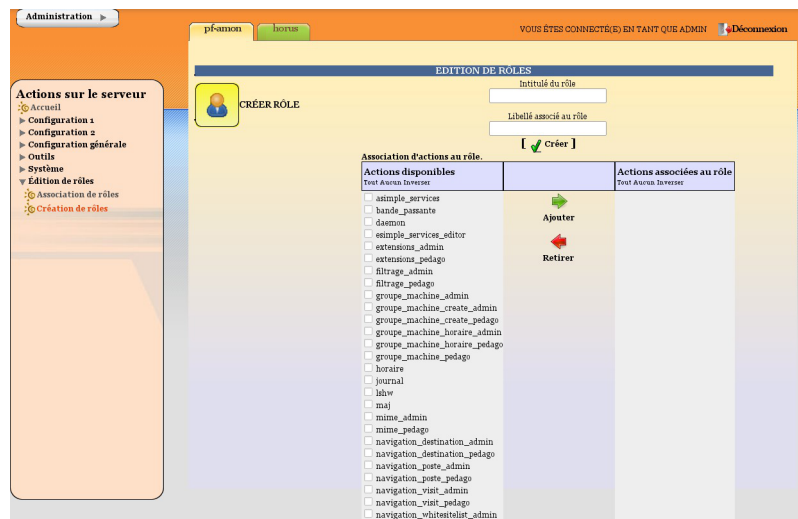 Administration
pf-amon
horus
VOUS ÊTES CONNECTÉ(E) EN TANT QUE ADMIN
Déconnexion
Actions sur le serveur
Accueil
Configuration 1
Configuration 2
Configuration générale
Outils
Système
Édition de rôles
Association de rôles
Création de rôles
EDITION DE RÔLES
CRÉER RÔLE
Intitulé du rôle
Libellé associé au rôle
[ Créer ]
Association d'actions au rôle.
Actions disponibles
Tout Aucun Inverser
Actions associées au rôle
Tout Aucun Inverser
asimple_services
bande_passante
daemon
esimple_services_editor
extensions_admin
extensions_pedago
filtrage_admin
filtrage_pedago
groupe_machine_admin
groupe_machine_create_admin
groupe_machine_create_pedago
groupe_machine_horaire_admin
groupe_machine_horaire_pedago
groupe_machine_pedago
horaire
journal
lshw
maj
mime_admin
mime_pedago
navigation_destination_admin
navigation_destination_pedago
navigation_poste_admin
navigation_poste_pedago
navigation_visit_admin
navigation_visit_pedago
navigation_whitesitelist_admin
Ajouter
Retirer